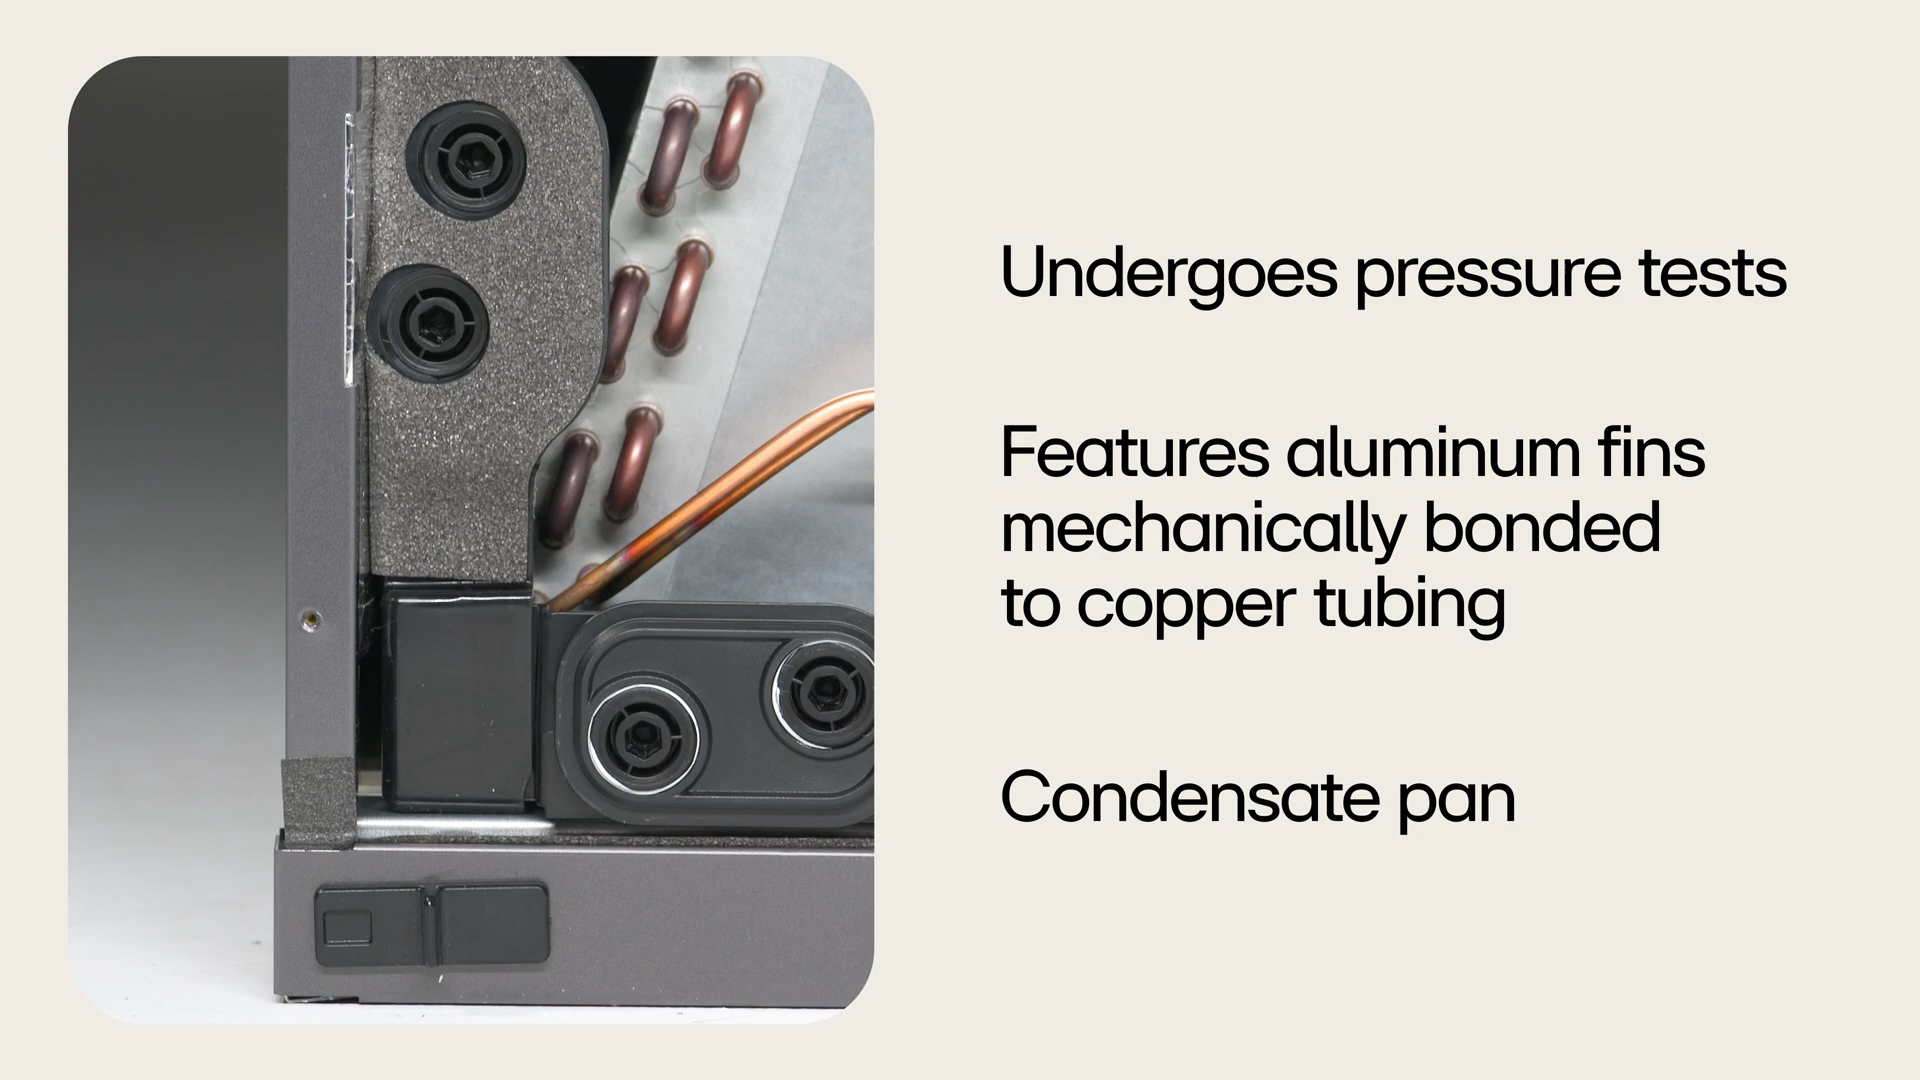 Undergoes pressure tests
Features aluminum fins
mechanically bonded
to copper tubing
Condensate pan